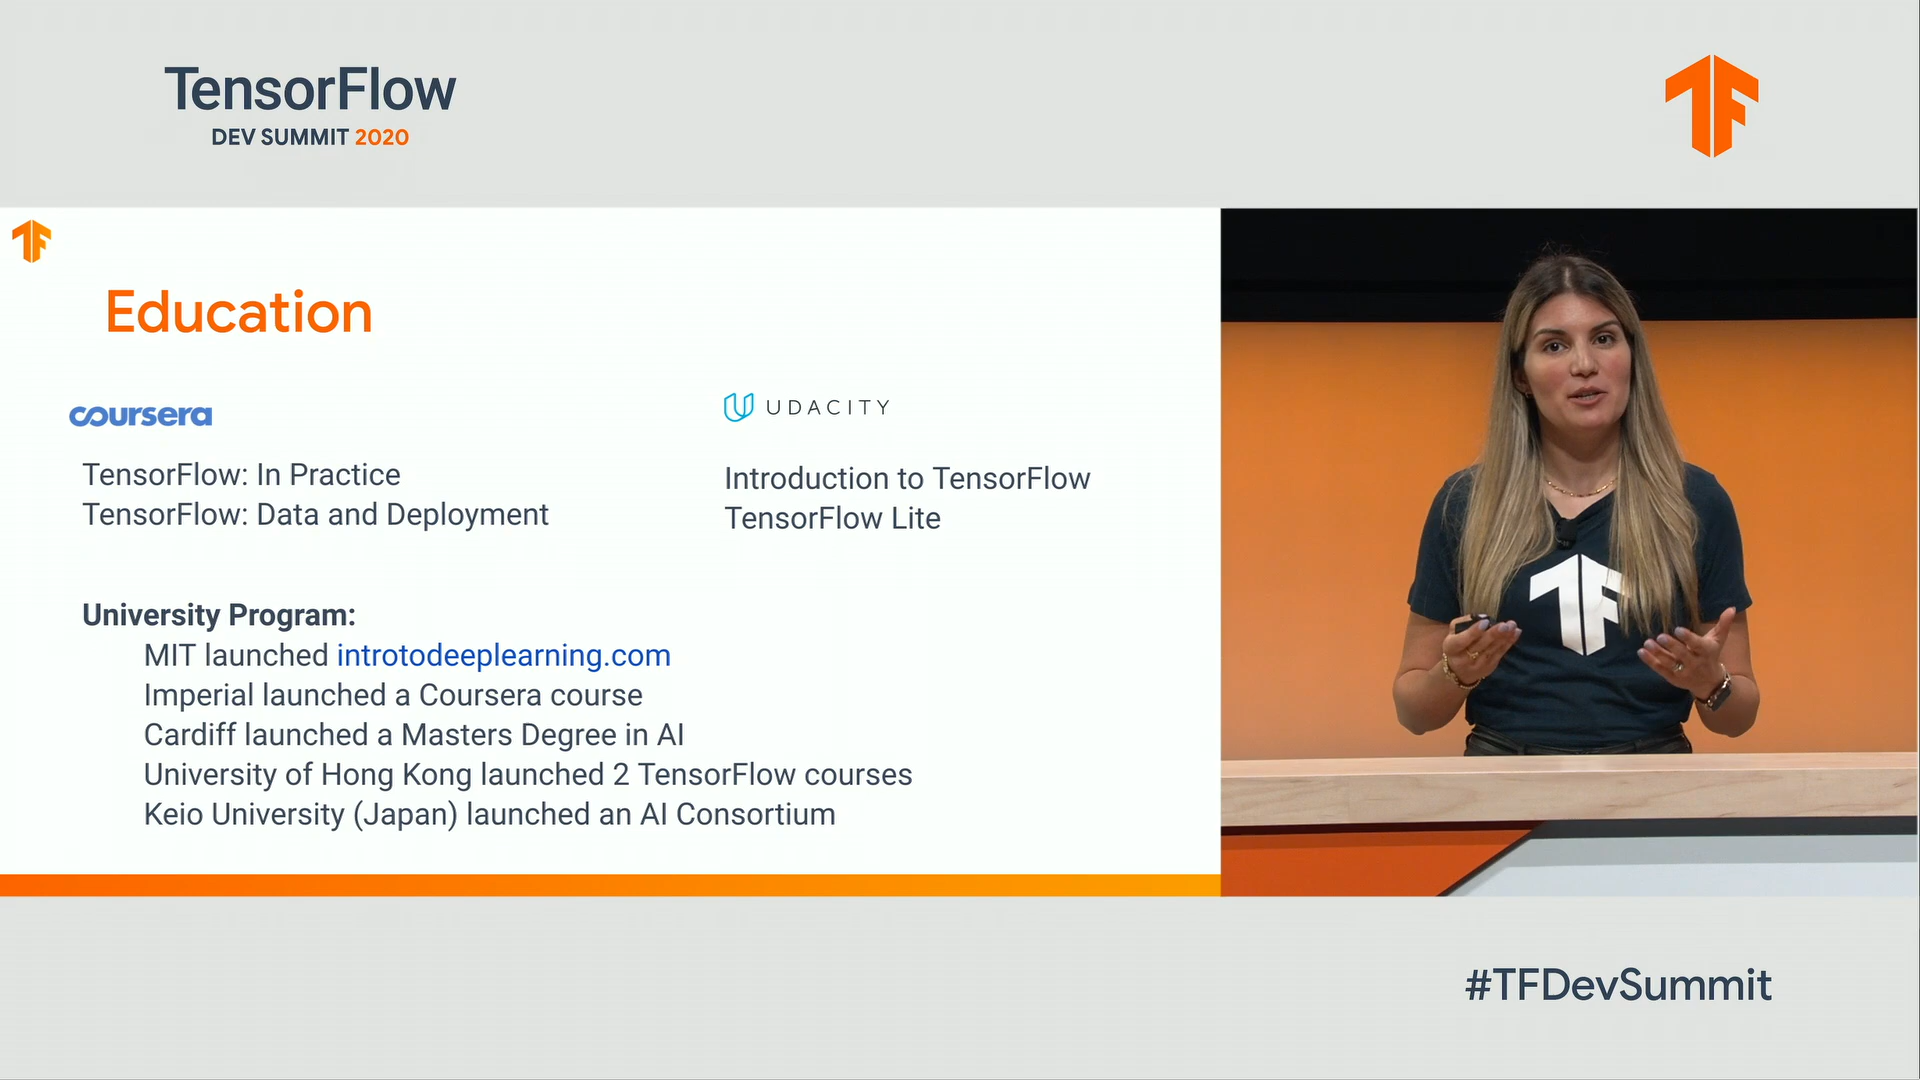 TensorFlow
DEV SUMMIT 2020
Education
coursera
TensorFlow: In Practice
TensorFlow: Data and Deployment
UDACITY
Introduction to TensorFlow
TensorFlow Lite
University Program:
MIT launched introtodeeplearning.com
Imperial launched a Coursera course
Cardiff launched a Masters Degree in AI
University of Hong Kong launched 2 TensorFlow courses
Keio University (Japan) launched an AI Consortium
#TFDevSummit